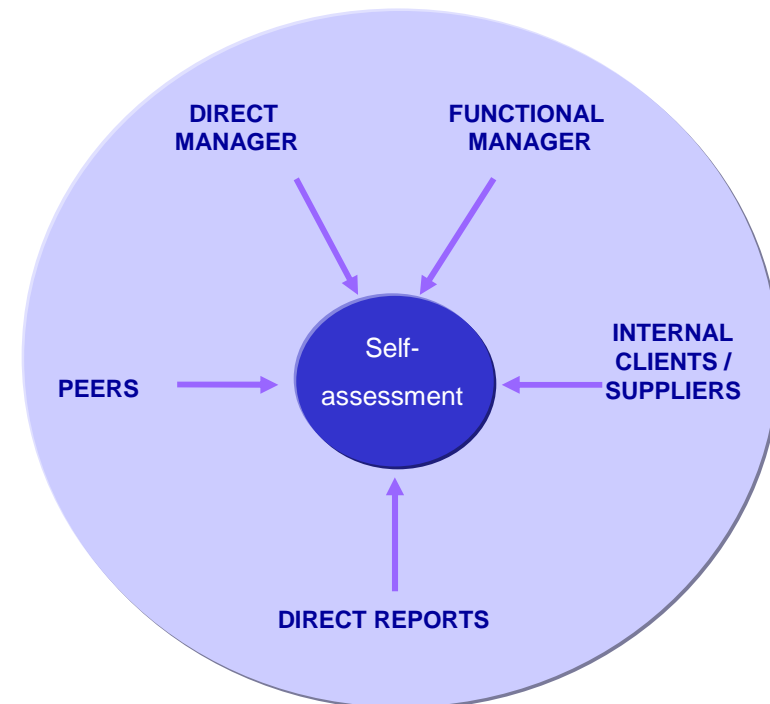 DIRECT
MANAGER
FUNCTIONAL
MANAGER
Self-
assessment
PEERS
INTERNAL
CLIENTS /
SUPPLIERS
DIRECT REPORTS